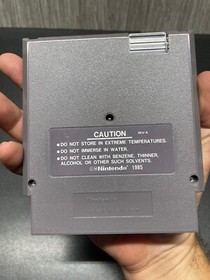 CAUTION
REV-A
• DO NOT STORE IN EXTREME TEMPERATURES.
• DO NOT IMMERSE IN WATER.
• DO NOT CLEAN WITH BENZENE, THINNER,
ALCOHOL OR OTHER SUCH SOLVENTS.
©®Nintendo® 1985